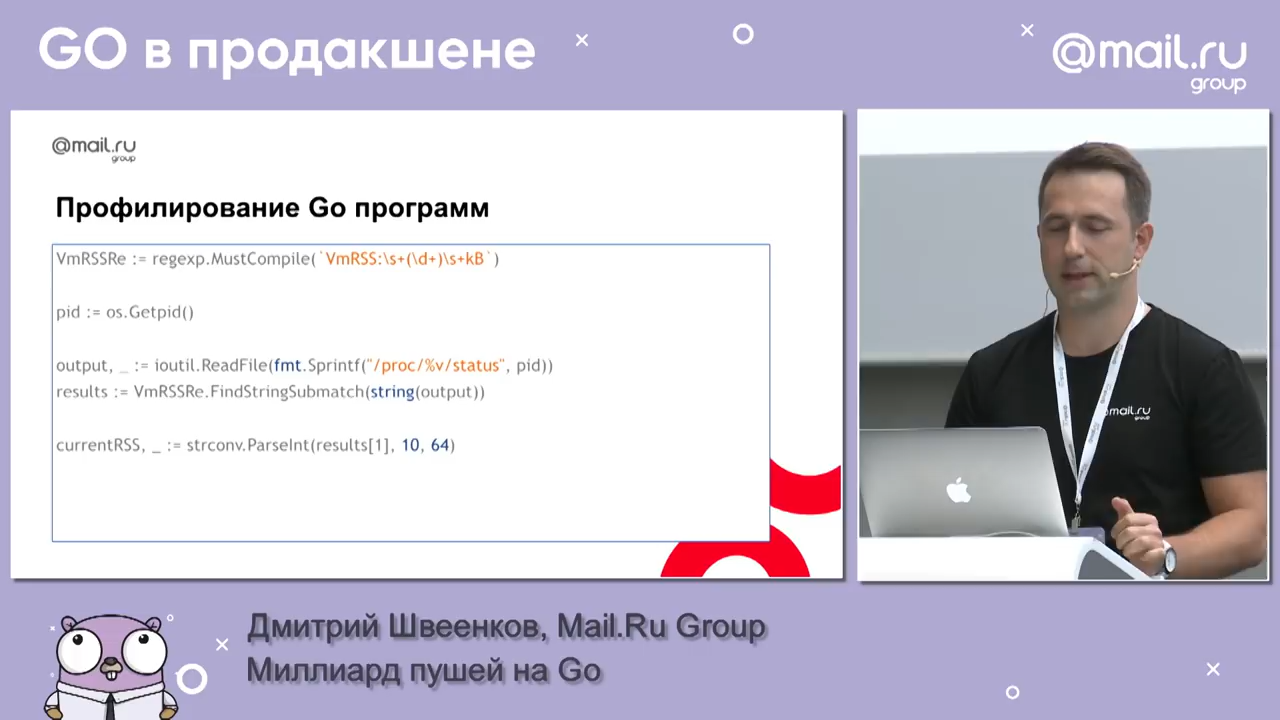 GO в продакшене
@mail.ru
group
@mail.ru
group
Профилирование Go программ
VmRSSRe := regexp.MustCompile(`VmRSS:\s+(\d+)\s+kB`)
pid := os.Getpid()
output, _ := ioutil.ReadFile(fmt.Sprintf("/proc/%v/status", pid))
results := VmRSSRe.FindStringSubmatch(string(output))
currentRSS, _ := strconv.ParseInt(results[1], 10, 64)
@mail.ru
group
Дмитрий Швеенков, Mail.Ru Group
Миллиард пушей на Go